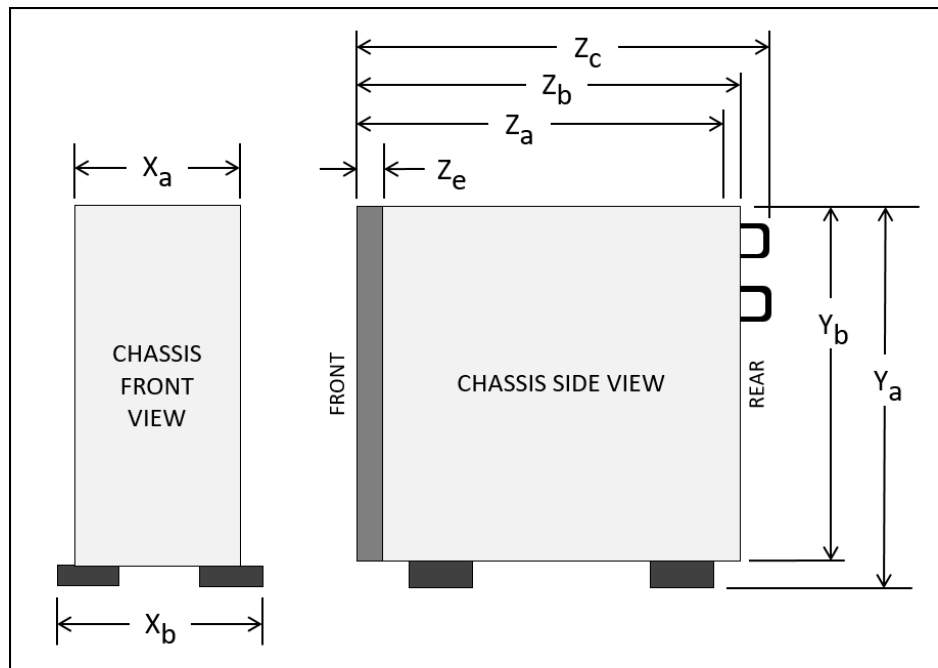 Zc
Zb
Za
Xa
Ze
CHASSIS
FRONT
VIEW
FRONT
CHASSIS SIDE VIEW
REAR
Yb
Ya
Xb